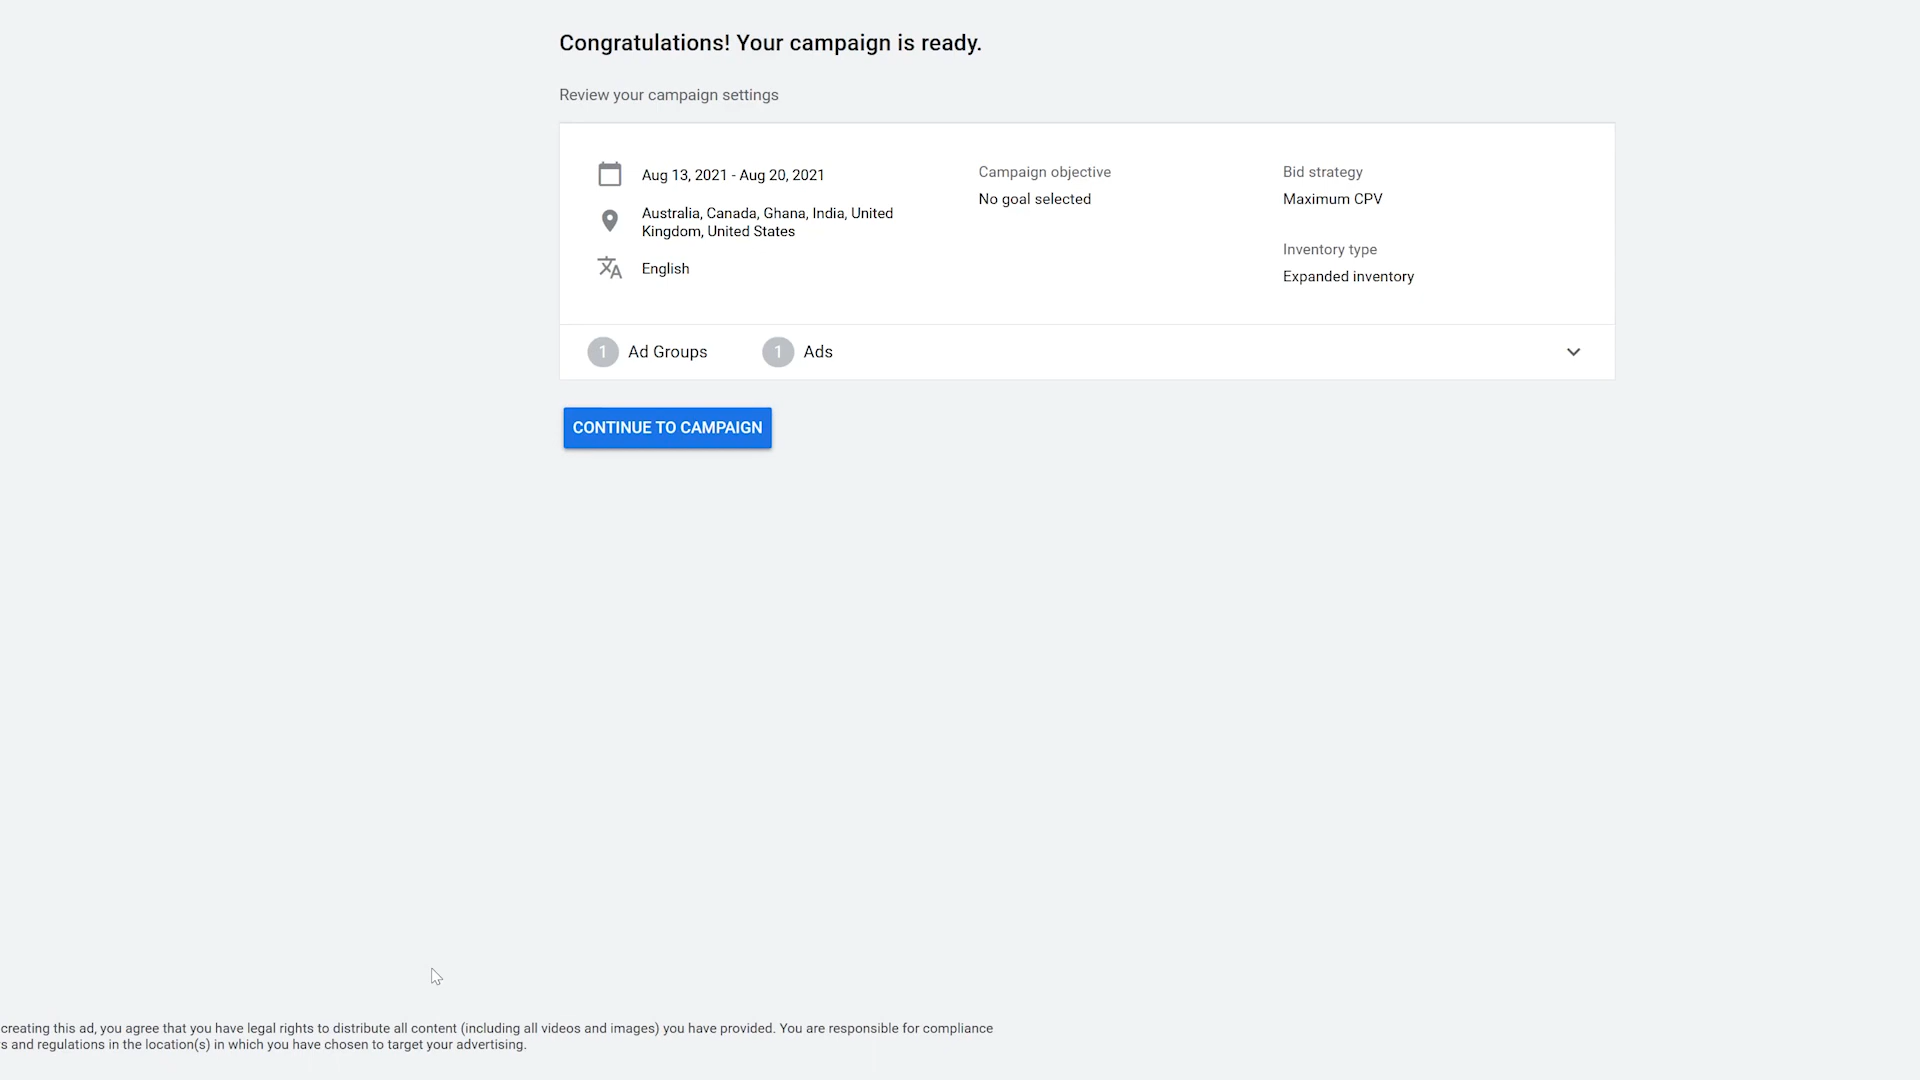 Congratulations! Your campaign is ready.
Review your campaign settings
Aug 13, 2021 - Aug 20, 2021
Australia, Canada, Ghana, India, United
Kingdom, United States
English
Campaign objective
No goal selected
Bid strategy
Maximum CPV
Inventory type
Expanded inventory
1 Ad Groups
1 Ads
CONTINUE TO CAMPAIGN
creating this ad, you agree that you have legal rights to distribute all content (including all videos and images) you have provided. You are responsible for compliance
s and regulations in the location(s) in which you have chosen to target your advertising.